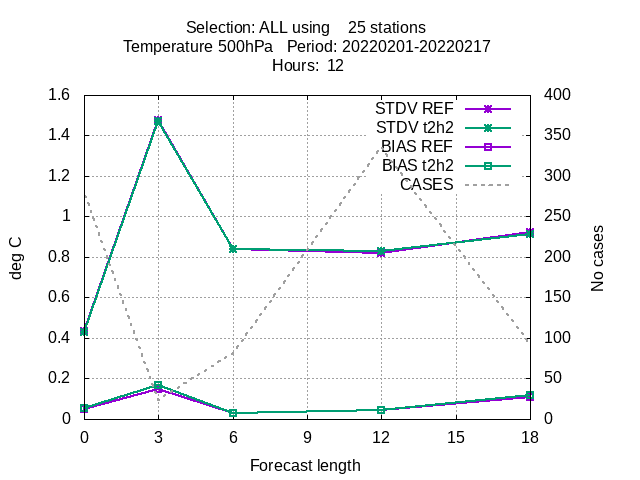 Selection: ALL using 25 stations
Temperature 500hPa Period: 20220201-20220217
Hours: 12
1.6
1.4
1.2
1
0.8
0.6
0.4
0.2
0
deg C
400
350
300
250
200
150
100
50
0
No cases
STDV REF
STDV t2h2
BIAS REF
BIAS t2h2
CASES
0 3 6 9 12 15 18
Forecast length